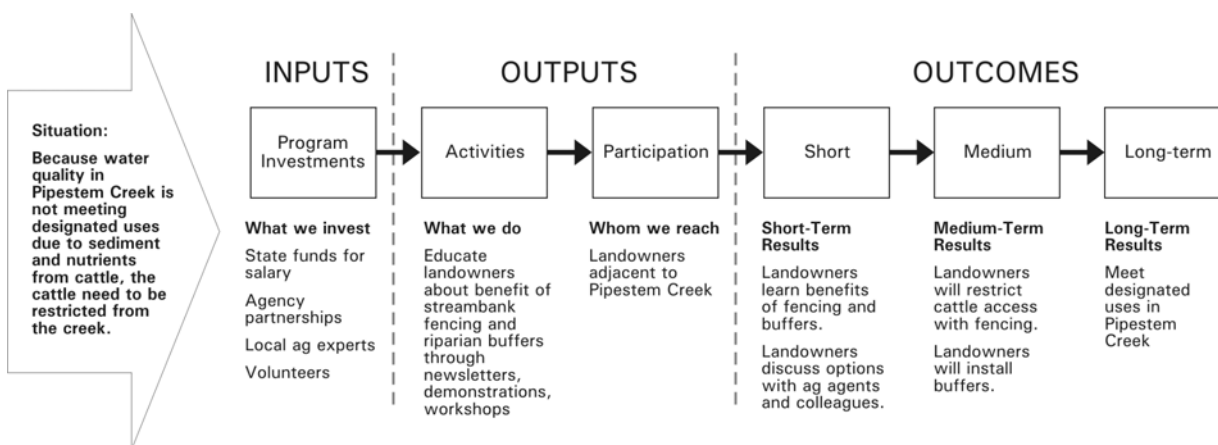 INPUTS
OUTPUTS
OUTCOMES
Situation:
Because water
quality in
Pipestem Creek is
not meeting
designated uses
due to sediment
and nutrients
from cattle, the
cattle need to be
restricted from
the creek.
Program
Investments
Activities
Participation
Short
Medium
Long-term
What we invest
State funds for
salary
Agency
partnerships
Local ag experts
Volunteers
What we do
Educate
landowners
about benefit of
streambank
fencing and
riparian buffers
through
newsletters,
demonstrations,
workshops
Whom we reach
Landowners
adjacent to
Pipestem Creek
Short-Term
Results
Landowners
learn benefits
of fencing and
buffers.
Landowners
discuss options
with ag agents
and colleagues.
Medium-Term
Results
Landowners
will restrict
cattle access
with fencing.
Landowners
will install
buffers.
Long-Term
Results
Meet
designated
uses in
Pipestem
Creek